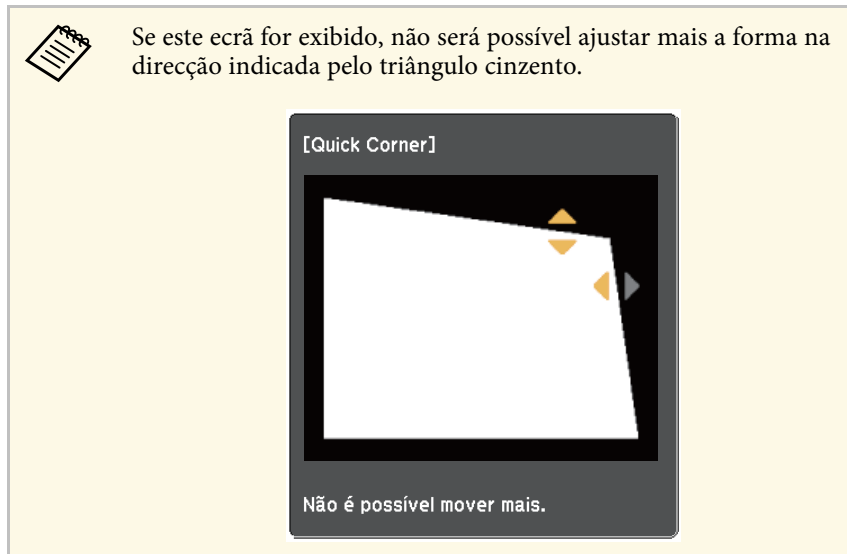 Se este ecrã for exibido, não será possível ajustar mais a forma na
direcção indicada pelo triângulo cinzento.
[Quick Corner]
Não é possível mover mais.